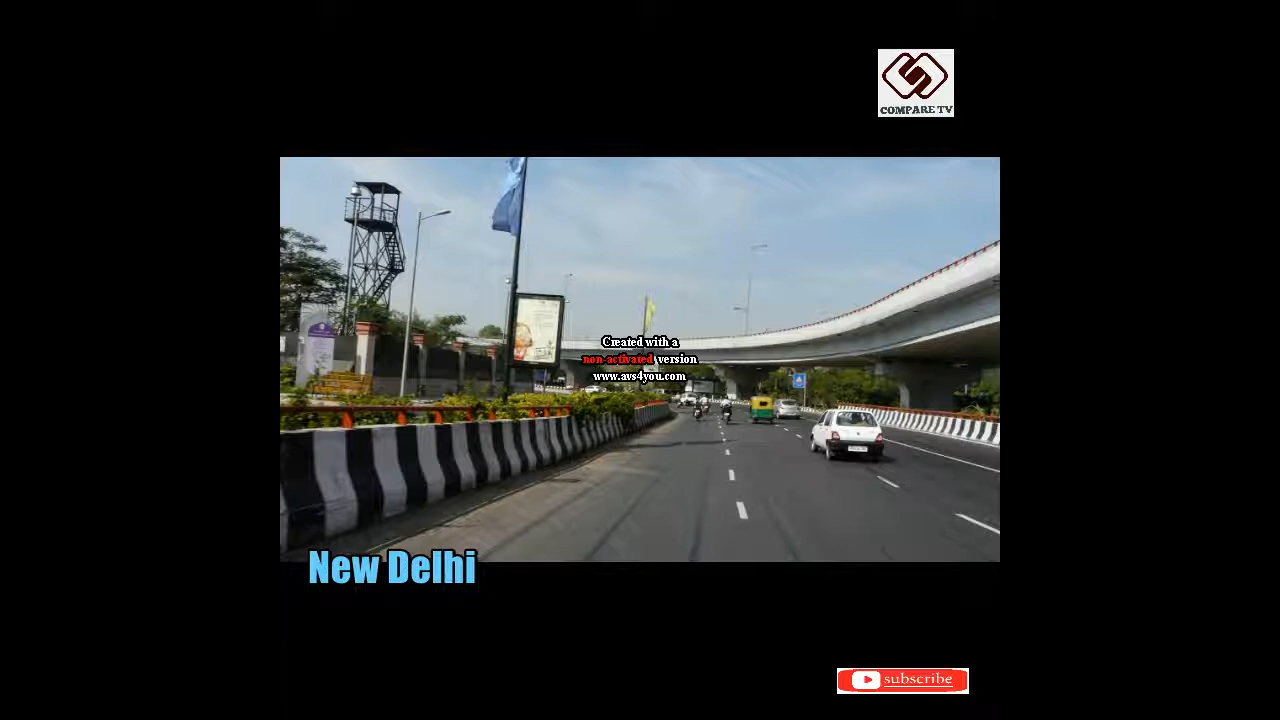 COMPARE TV
Created with a
non-activated version
www.avs4you.com
New Delhi
subscribe